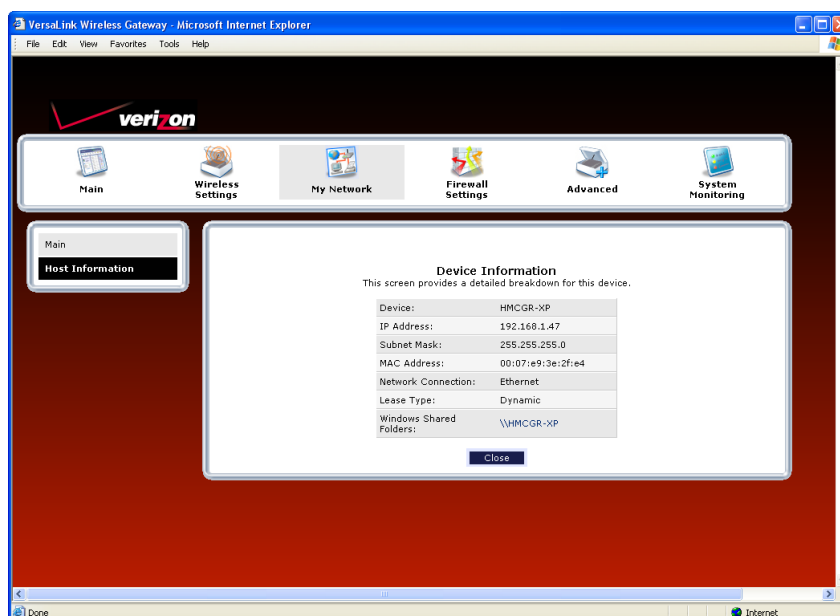 VersaLink Wireless Gateway - Microsoft Internet Explorer
File Edit View Favorites Tools Help
verizon
Main
Wireless
Settings
My Network
Firewall
Settings
Advanced
System
Monitoring
Main
Host Information
Device Information
This screen provides a detailed breakdown for this device.
Device: HMCGR-XP
IP Address: 192.168.1.47
Subnet Mask: 255.255.255.0
MAC Address: 00:07:e9:3e:2f:e4
Network Connection: Ethernet
Lease Type: Dynamic
Windows Shared
Folders: \\HMCGR-XP
Close
Done
Internet